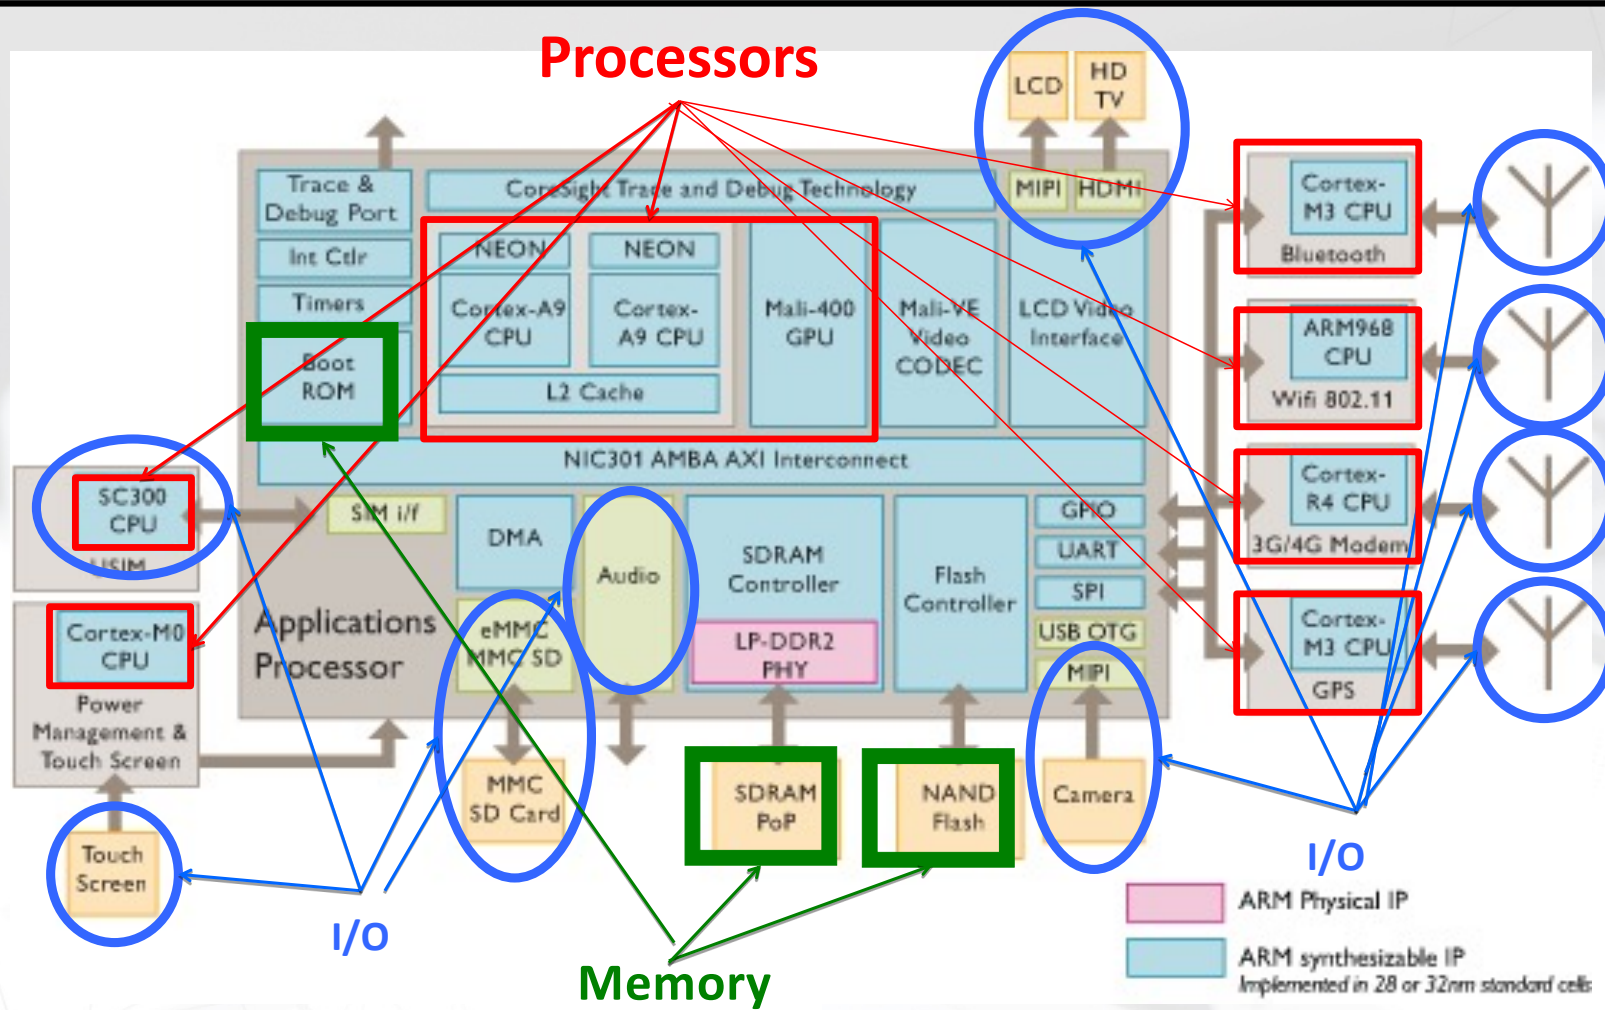 Processors
LCD
HD
TV
Trace &
Debug Port
CoreSight Trace and Debug Technology
MIPI
HDMI
Int Ctlr
Timers
Boot
ROM
NEON
NEON
Cortex-A9
CPU
Cortex-
A9 CPU
L2 Cache
Mali-400
GPU
Mali-VE
Video
CODEC
LCD Video
Interface
NIC301 AMBA AXI Interconnect
Cortex-
M3 CPU
Bluetooth
ARM968
CPU
Wifi 802.11
Cortex-
R4 CPU
3G/4G Modem
Cortex-
M3 CPU
GPS
SC300
CPU
USIM
SIM i/f
DMA
Audio
SDRAM
Controller
LP-DDR2
PHY
Flash
Controller
GPIO
UART
SPI
USB OTG
MIPI
eMMC
MMC SD
Applications
Processor
Cortex-M0
CPU
Power
Management &
Touch Screen
Touch
Screen
MMC
SD Card
SDRAM
PoP
NAND
Flash
Camera
I/O
I/O
Memory
ARM Physical IP
ARM synthesizable IP
Implemented in 28 or 32nm standard cells